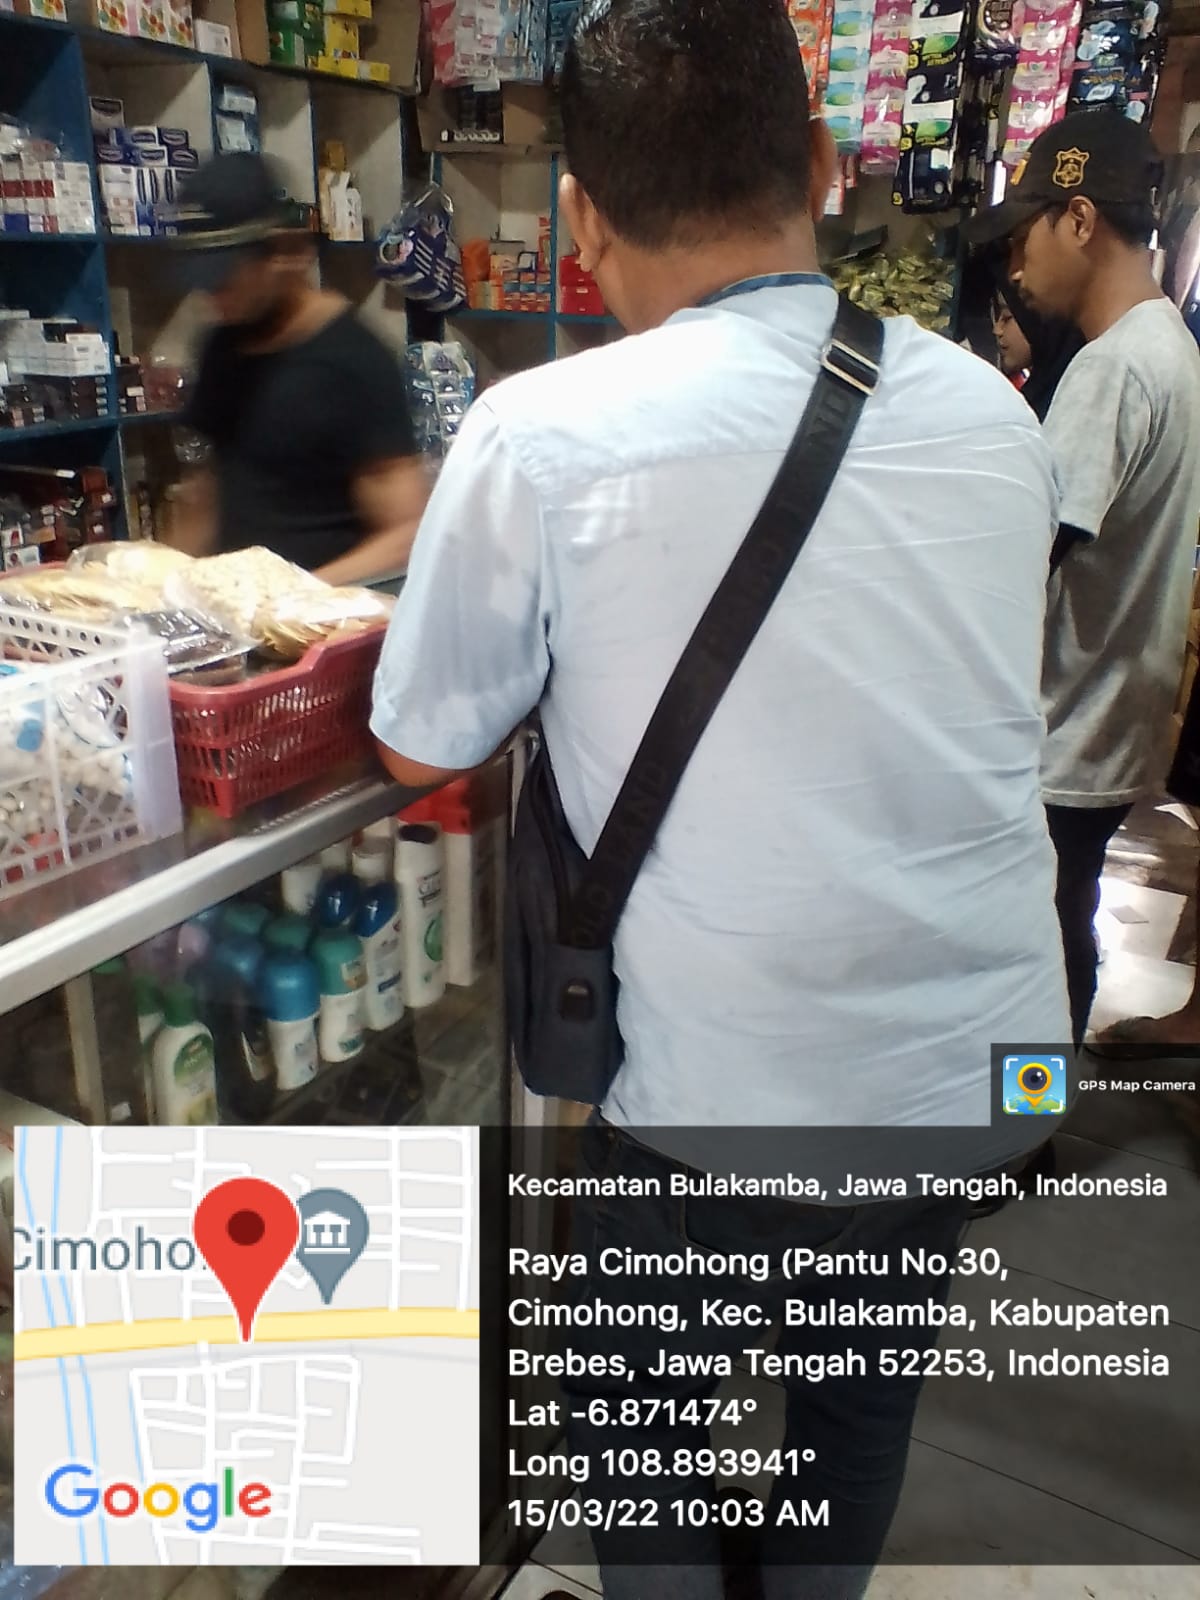 GPS Map Camera
Cimoho
Google
Kecamatan Bulakamba, Jawa Tengah, Indonesia
Raya Cimohong (Pantu No.30,
Cimohong, Kec. Bulakamba, Kabupaten
Brebes, Jawa Tengah 52253, Indonesia
Lat -6.871474°
Long 108.893941°
15/03/22 10:03 AM